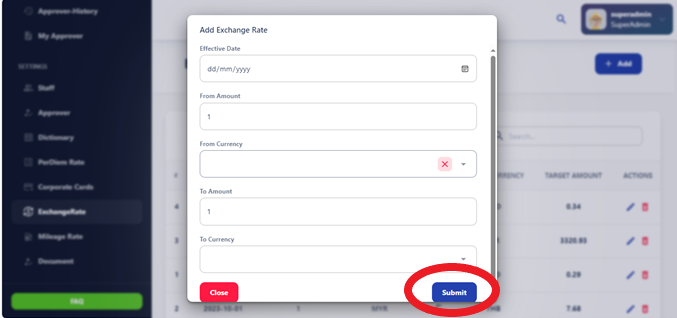 Approver-History
My Approver
SETTINGS
Staff
Approver
Dictionary
PerDiem Rate
Corporate Cards
ExchangeRate
Mileage Rate
Document
FAQ
superadmin
SuperAdmin
+ Add
Search...
# RRENCY TARGET AMOUNT ACTIONS
4 D 0.34
3 3320.93
1 D 0.29
2 2023-10-01 1 MYR THB 7.68
Add Exchange Rate
Effective Date
dd/mm/yyyy
From Amount
1
From Currency
To Amount
1
To Currency
Close
Submit